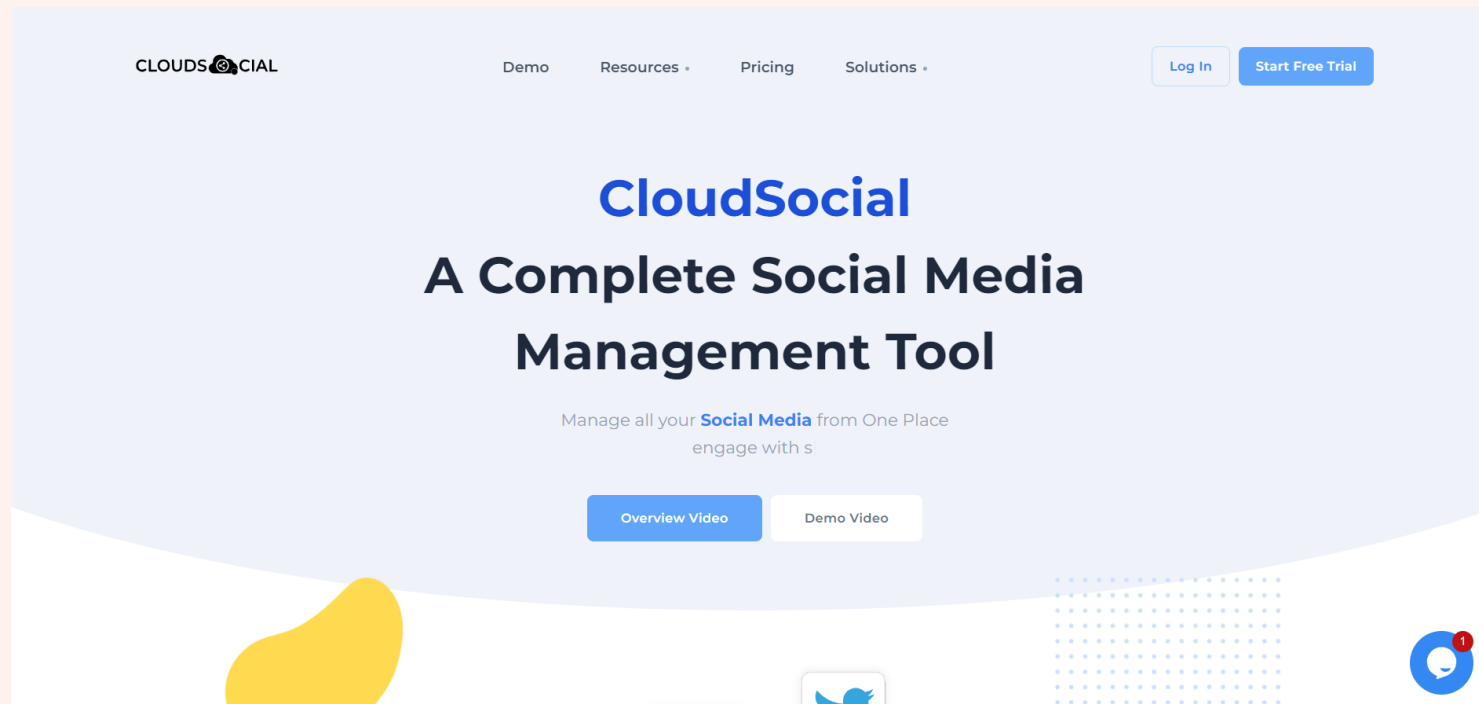 CLOUDSOCIAL
Demo
Resources
Pricing
Solutions
Log In
Start Free Trial
CloudSocial
A Complete Social Media
Management Tool
Manage all your Social Media from One Place
engage with s
Overview Video
Demo Video
1